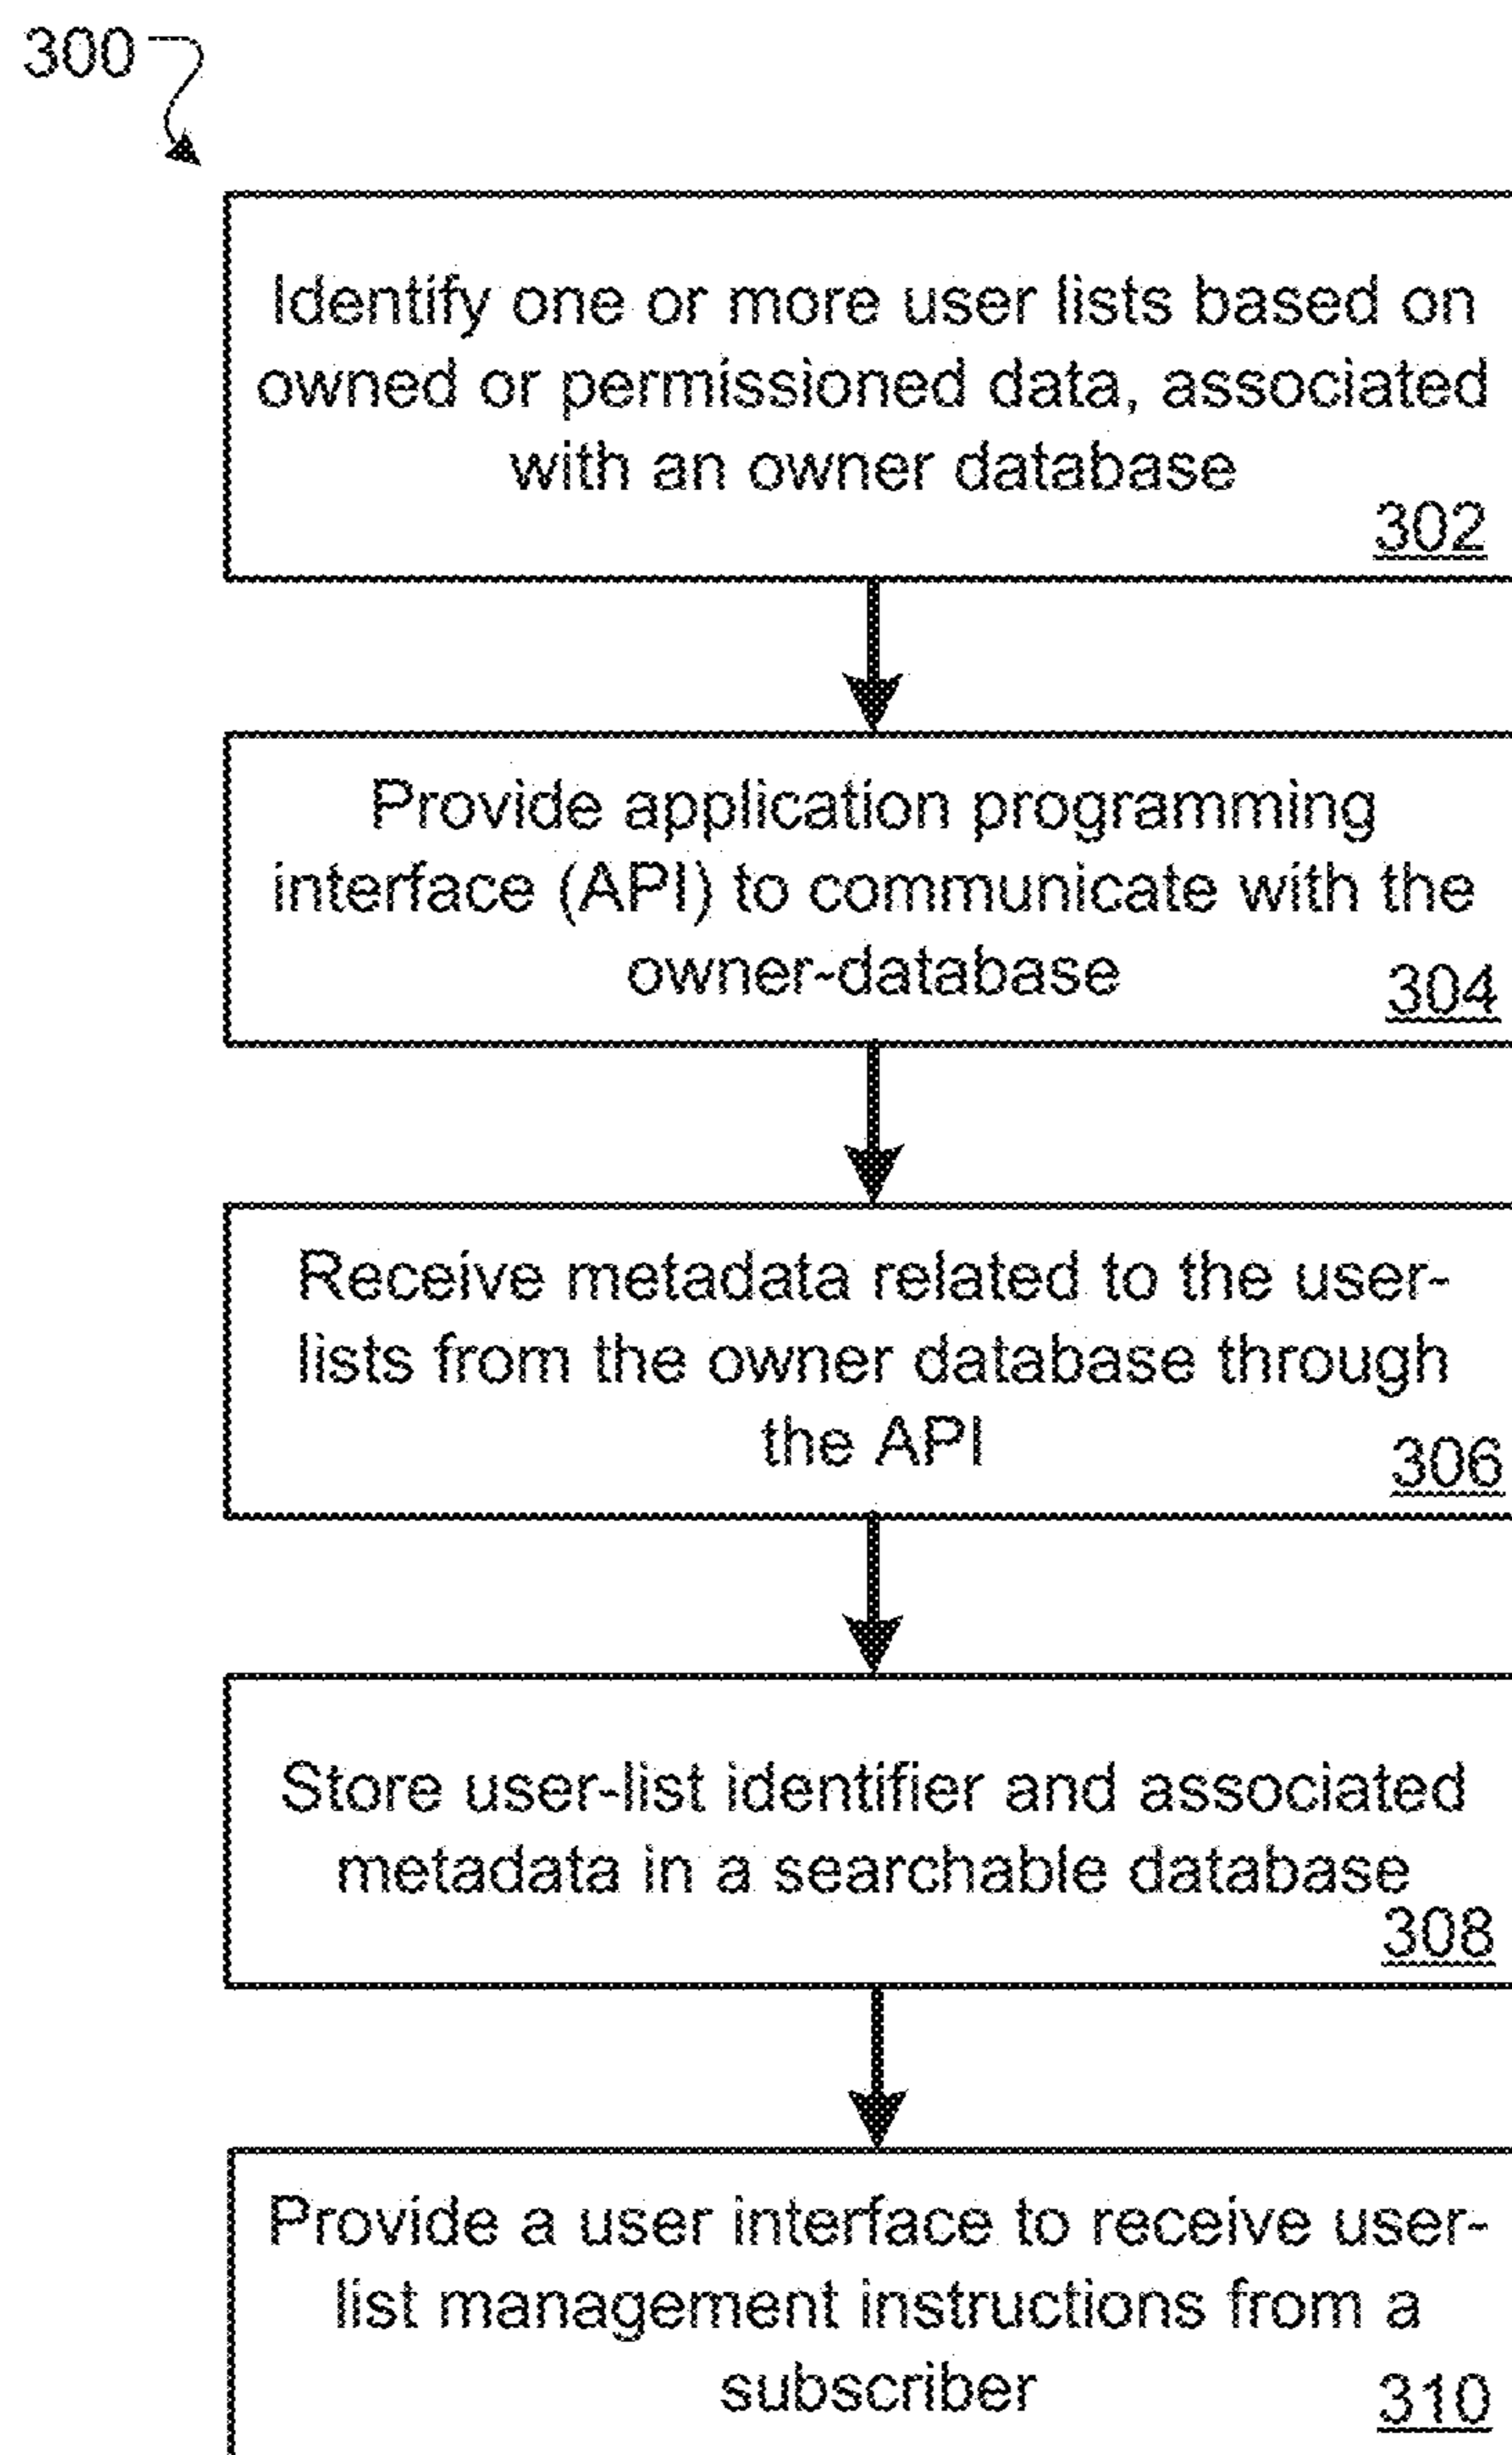 300
Identify one or more user lists based on
owned or permissioned data, associated
with an owner database
302
Provide application programming
interface (API) to communicate with the
owner-database
304
Receive metadata related to the user-
lists from the owner database through
the API
306
Store user-list identifier and associated
metadata in a searchable database
308
Provide a user interface to receive user-
list management instructions from a
subscriber
310